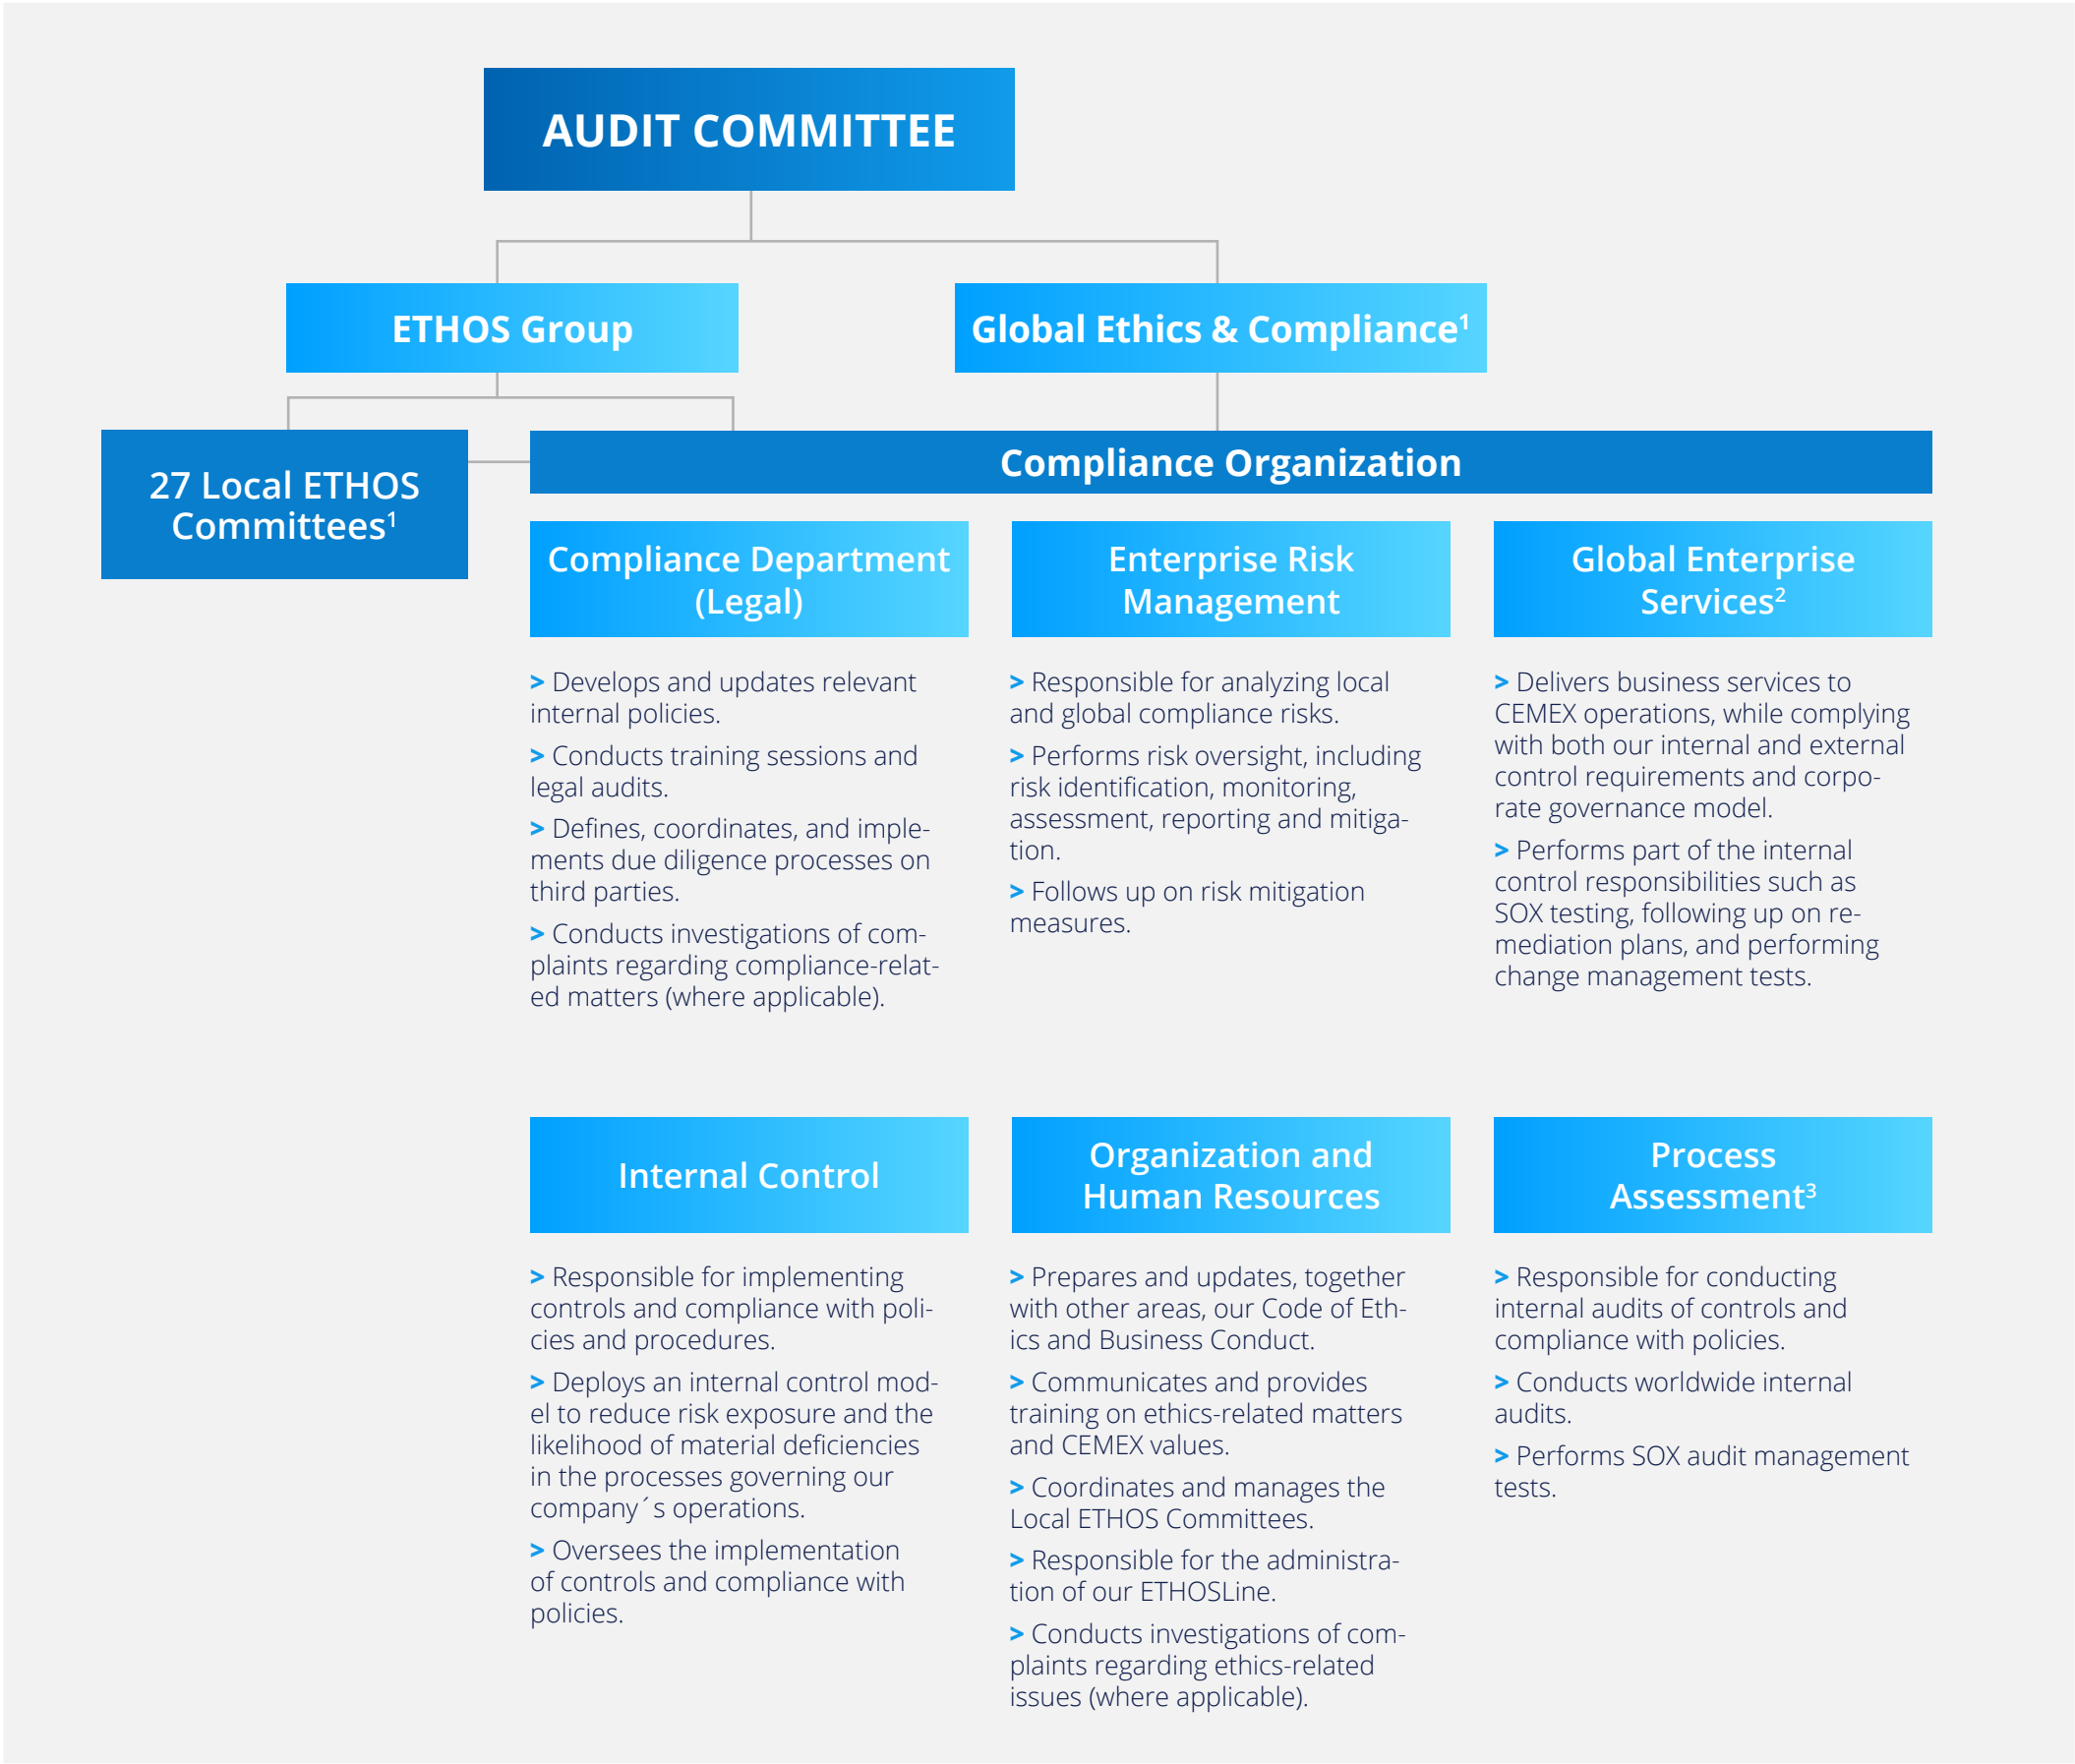 AUDIT COMMITTEE
ETHOS Group
Global Ethics & Compliance¹
27 Local ETHOS
Committees¹
Compliance Organization
Compliance Department
(Legal)
> Develops and updates relevant
internal policies.
> Conducts training sessions and
legal audits.
> Defines, coordinates, and imple-
ments due diligence processes on
third parties.
> Conducts investigations of com-
plaints regarding compliance-relat-
ed matters (where applicable).
Enterprise Risk
Management
> Responsible for analyzing local
and global compliance risks.
> Performs risk oversight, including
risk identification, monitoring,
assessment, reporting and mitiga-
tion.
> Follows up on risk mitigation
measures.
Global Enterprise
Services²
> Delivers business services to
CEMEX operations, while complying
with both our internal and external
control requirements and corpo-
rate governance model.
> Performs part of the internal
control responsibilities such as
SOX testing, following up on re-
mediation plans, and performing
change management tests.
Internal Control
> Responsible for implementing
controls and compliance with poli-
cies and procedures.
> Deploys an internal control mod-
el to reduce risk exposure and the
likelihood of material deficiencies
in the processes governing our
company´s operations.
> Oversees the implementation
of controls and compliance with
policies.
Organization and
Human Resources
> Prepares and updates, together
with other areas, our Code of Eth-
ics and Business Conduct.
> Communicates and provides
training on ethics-related matters
and CEMEX values.
> Coordinates and manages the
Local ETHOS Committees.
> Responsible for the administra-
tion of our ETHOSLine.
> Conducts investigations of com-
plaints regarding ethics-related
issues (where applicable).
Process
Assessment³
> Responsible for conducting
internal audits of controls and
compliance with policies.
> Conducts worldwide internal
audits.
> Performs SOX audit management
tests.